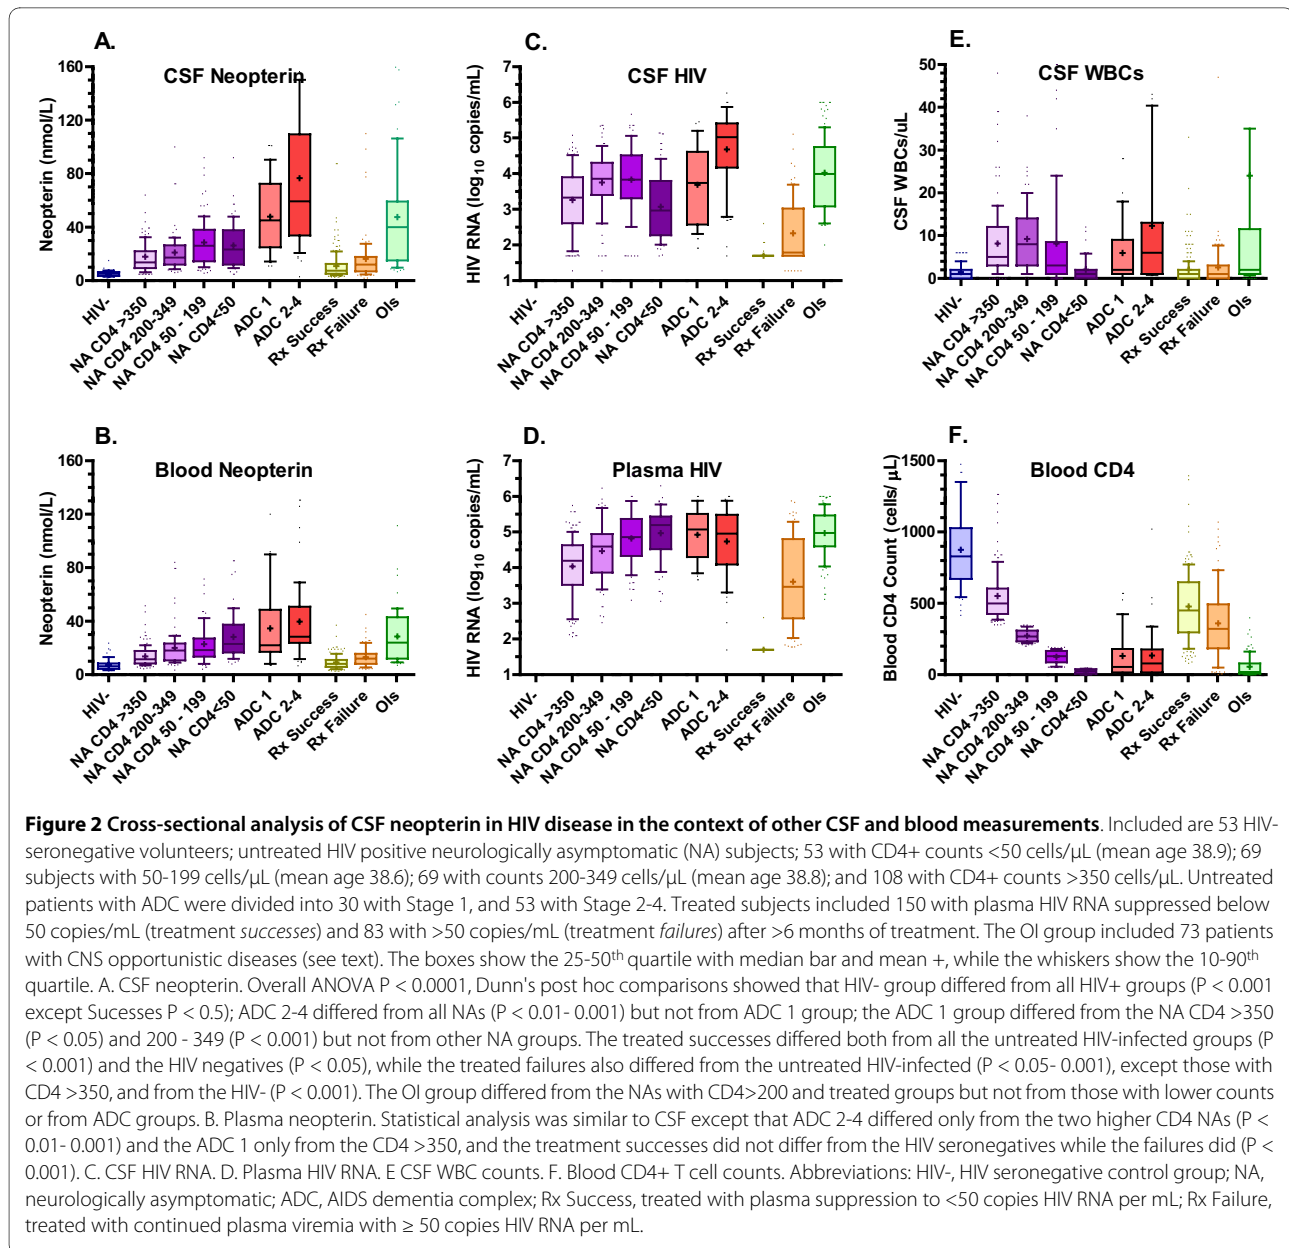 A.
CSF Neopterin
Neopterin (nmol/L)
160
120
80
40
0
HIV-
NA CD4 >350
NA CD4 200-349
NA CD4 50 - 199
NA CD4<50
ADC 1
ADC 2-4
Rx Success
Rx Failure
OIs
C.
CSF HIV
HIV RNA (log10 copies/mL)
7
6
5
4
3
2
1
HIV-
NA CD4 >350
NA CD4 200-349
NA CD4 50 - 199
NA CD4<50
ADC 1
ADC 2-4
Rx Success
Rx Failure
OIs
E.
CSF WBCs
CSF WBCs/uL
50
40
30
20
10
0
HIV-
NA CD4 >350
NA CD4 200-349
NA CD4 50 - 199
NA CD4 <50
ADC 1
ADC 2-4
Rx Success
Rx Failure
OIs
B.
Blood Neopterin
Neopterin (nmol/L)
160
120
80
40
0
HIV-
NA CD4 >350
NA CD4 200-349
NA CD4 50 - 199
NA CD4<50
ADC 1
ADC 2-4
Rx Success
Rx Failure
OIs
D.
Plasma HIV
HIV RNA (log10 copies/mL)
7
6
5
4
3
2
1
HIV-
NA CD4 >350
NA CD4 200-349
NA CD4 50 - 199
NA CD4<50
ADC 1
ADC 2-4
Rx Success
Rx Failure
OIs
F.
Blood CD4
Blood CD4 Count (cells/ µL)
1500
1000
500
0
HIV-
NA CD4 >350
NA CD4 200-349
NA CD4 50 - 199
NA CD4 <50
ADC 1
ADC 2-4
Rx Success
Rx Failure
OIs
Figure 2 Cross-sectional analysis of CSF neopterin in HIV disease in the context of other CSF and blood measurements. Included are 53 HIV-
seronegative volunteers; untreated HIV positive neurologically asymptomatic (NA) subjects; 53 with CD4+ counts <50 cells/µL (mean age 38.9); 69
subjects with 50-199 cells/µL (mean age 38.6); 69 with counts 200-349 cells/µL (mean age 38.8); and 108 with CD4+ counts >350 cells/µL. Untreated
patients with ADC were divided into 30 with Stage 1, and 53 with Stage 2-4. Treated subjects included 150 with plasma HIV RNA suppressed below
50 copies/mL (treatment successes) and 83 with >50 copies/mL (treatment failures) after >6 months of treatment. The OI group included 73 patients
with CNS opportunistic diseases (see text). The boxes show the 25-50th quartile with median bar and mean +, while the whiskers show the 10-90th
quartile. A. CSF neopterin. Overall ANOVA P < 0.0001, Dunn's post hoc comparisons showed that HIV- group differed from all HIV+ groups (P < 0.001
except Sucesses P < 0.5); ADC 2-4 differed from all NAs (P < 0.01- 0.001) but not from ADC 1 group; the ADC 1 group differed from the NA CD4 >350
(P < 0.05) and 200 - 349 (P < 0.001) but not from other NA groups. The treated successes differed both from all the untreated HIV-infected groups (P
< 0.001) and the HIV negatives (P < 0.05), while the treated failures also differed from the untreated HIV-infected (P < 0.05- 0.001), except those with
CD4 >350, and from the HIV- (P < 0.001). The OI group differed from the NAs with CD4>200 and treated groups but not from those with lower counts
or from ADC groups. B. Plasma neopterin. Statistical analysis was similar to CSF except that ADC 2-4 differed only from the two higher CD4 NAs (P <
0.01- 0.001) and the ADC 1 only from the CD4 >350, and the treatment successes did not differ from the HIV seronegatives while the failures did (P <
0.001). C. CSF HIV RNA. D. Plasma HIV RNA. E CSF WBC counts. F. Blood CD4+ T cell counts. Abbreviations: HIV-, HIV seronegative control group; NA,
neurologically asymptomatic; ADC, AIDS dementia complex; Rx Success, treated with plasma suppression to <50 copies HIV RNA per mL; Rx Failure,
treated with continued plasma viremia with ≥ 50 copies HIV RNA per mL.